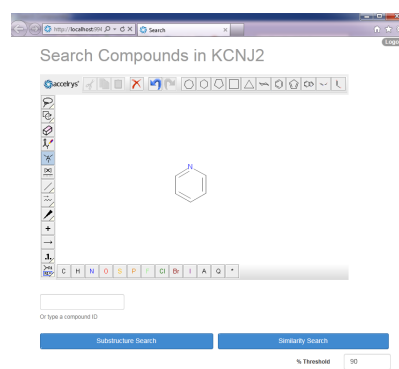 http://localhost:994
Search
Logo
Search Compounds in KCNJ2
accelrys
N
C H N O S P F Cl Br I A Q *
Or type a compound ID
Substructure Search
Similarity Search
% Threshold
90